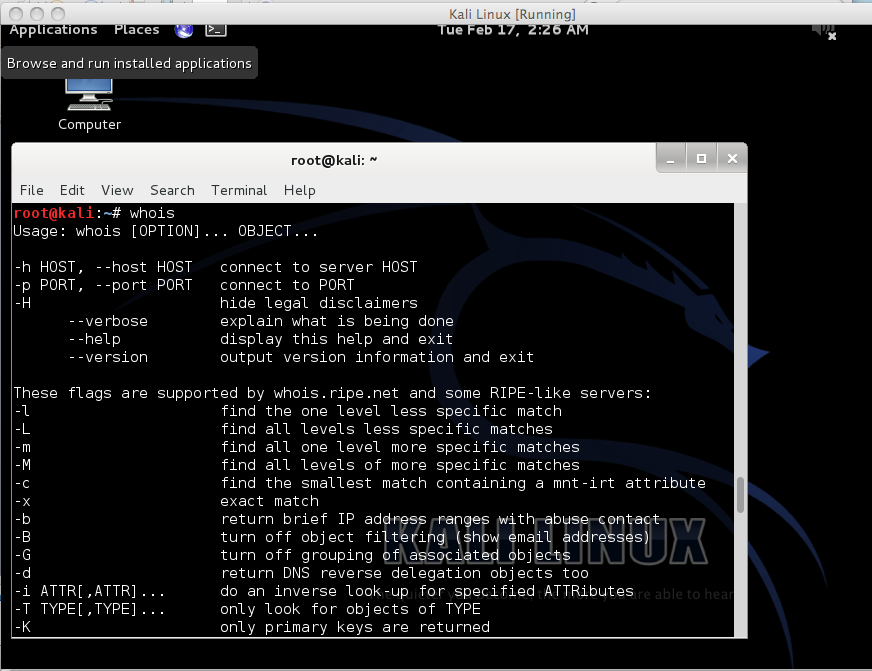 Kali Linux [Running]
Applications Places Tue Feb 17, 2:26 AM
Browse and run installed applications
Computer
root@kali: ~
File Edit View Search Terminal Help
root@kali:~# whois
Usage: whois [OPTION]... OBJECT...
-h HOST, --host HOST connect to server HOST
-p PORT, --port PORT connect to PORT
-H hide legal disclaimers
--verbose explain what is being done
--help display this help and exit
--version output version information and exit
These flags are supported by whois.ripe.net and some RIPE-like servers:
-l find the one level less specific match
-L find all levels less specific matches
-m find all one level more specific matches
-M find all levels of more specific matches
-c find the smallest match containing a mnt-irt attribute
-x exact match
-b return brief IP address ranges with abuse contact
-B turn off object filtering (show email addresses)
-G turn off grouping of associated objects
-d return DNS reverse delegation objects too
-i ATTR[,ATTR]... do an inverse look-up for specified ATTRibutes
-T TYPE[,TYPE]... only look for objects of TYPE
-K only primary keys are returned
KALI LINUX
you are able to hear